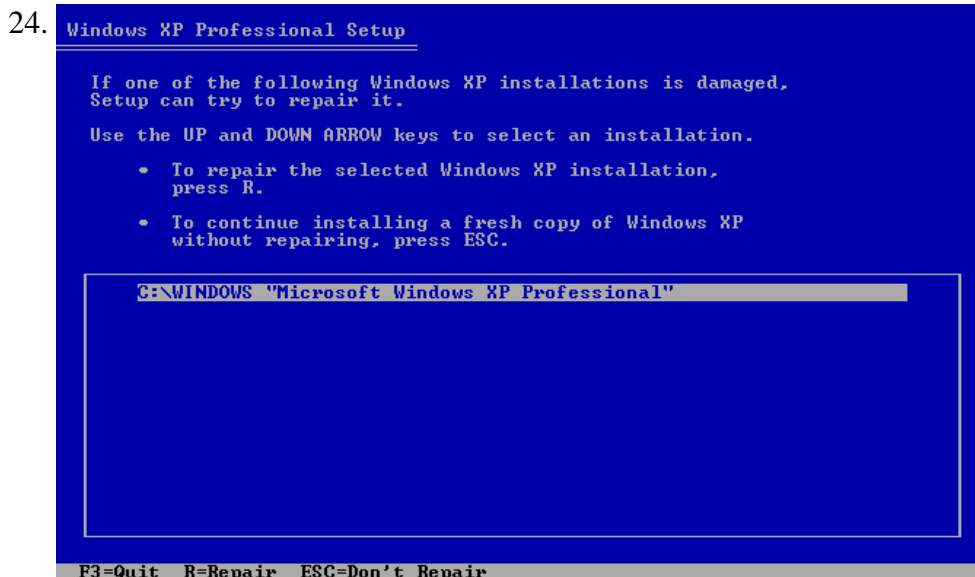 24.
Windows XP Professional Setup
If one of the following Windows XP installations is damaged,
Setup can try to repair it.
Use the UP and DOWN ARROW keys to select an installation.
• To repair the selected Windows XP installation,
press R.
• To continue installing a fresh copy of Windows XP
without repairing, press ESC.
C:\WINDOWS "Microsoft Windows XP Professional"
F3=Quit R=Repair ESC=Don't Repair